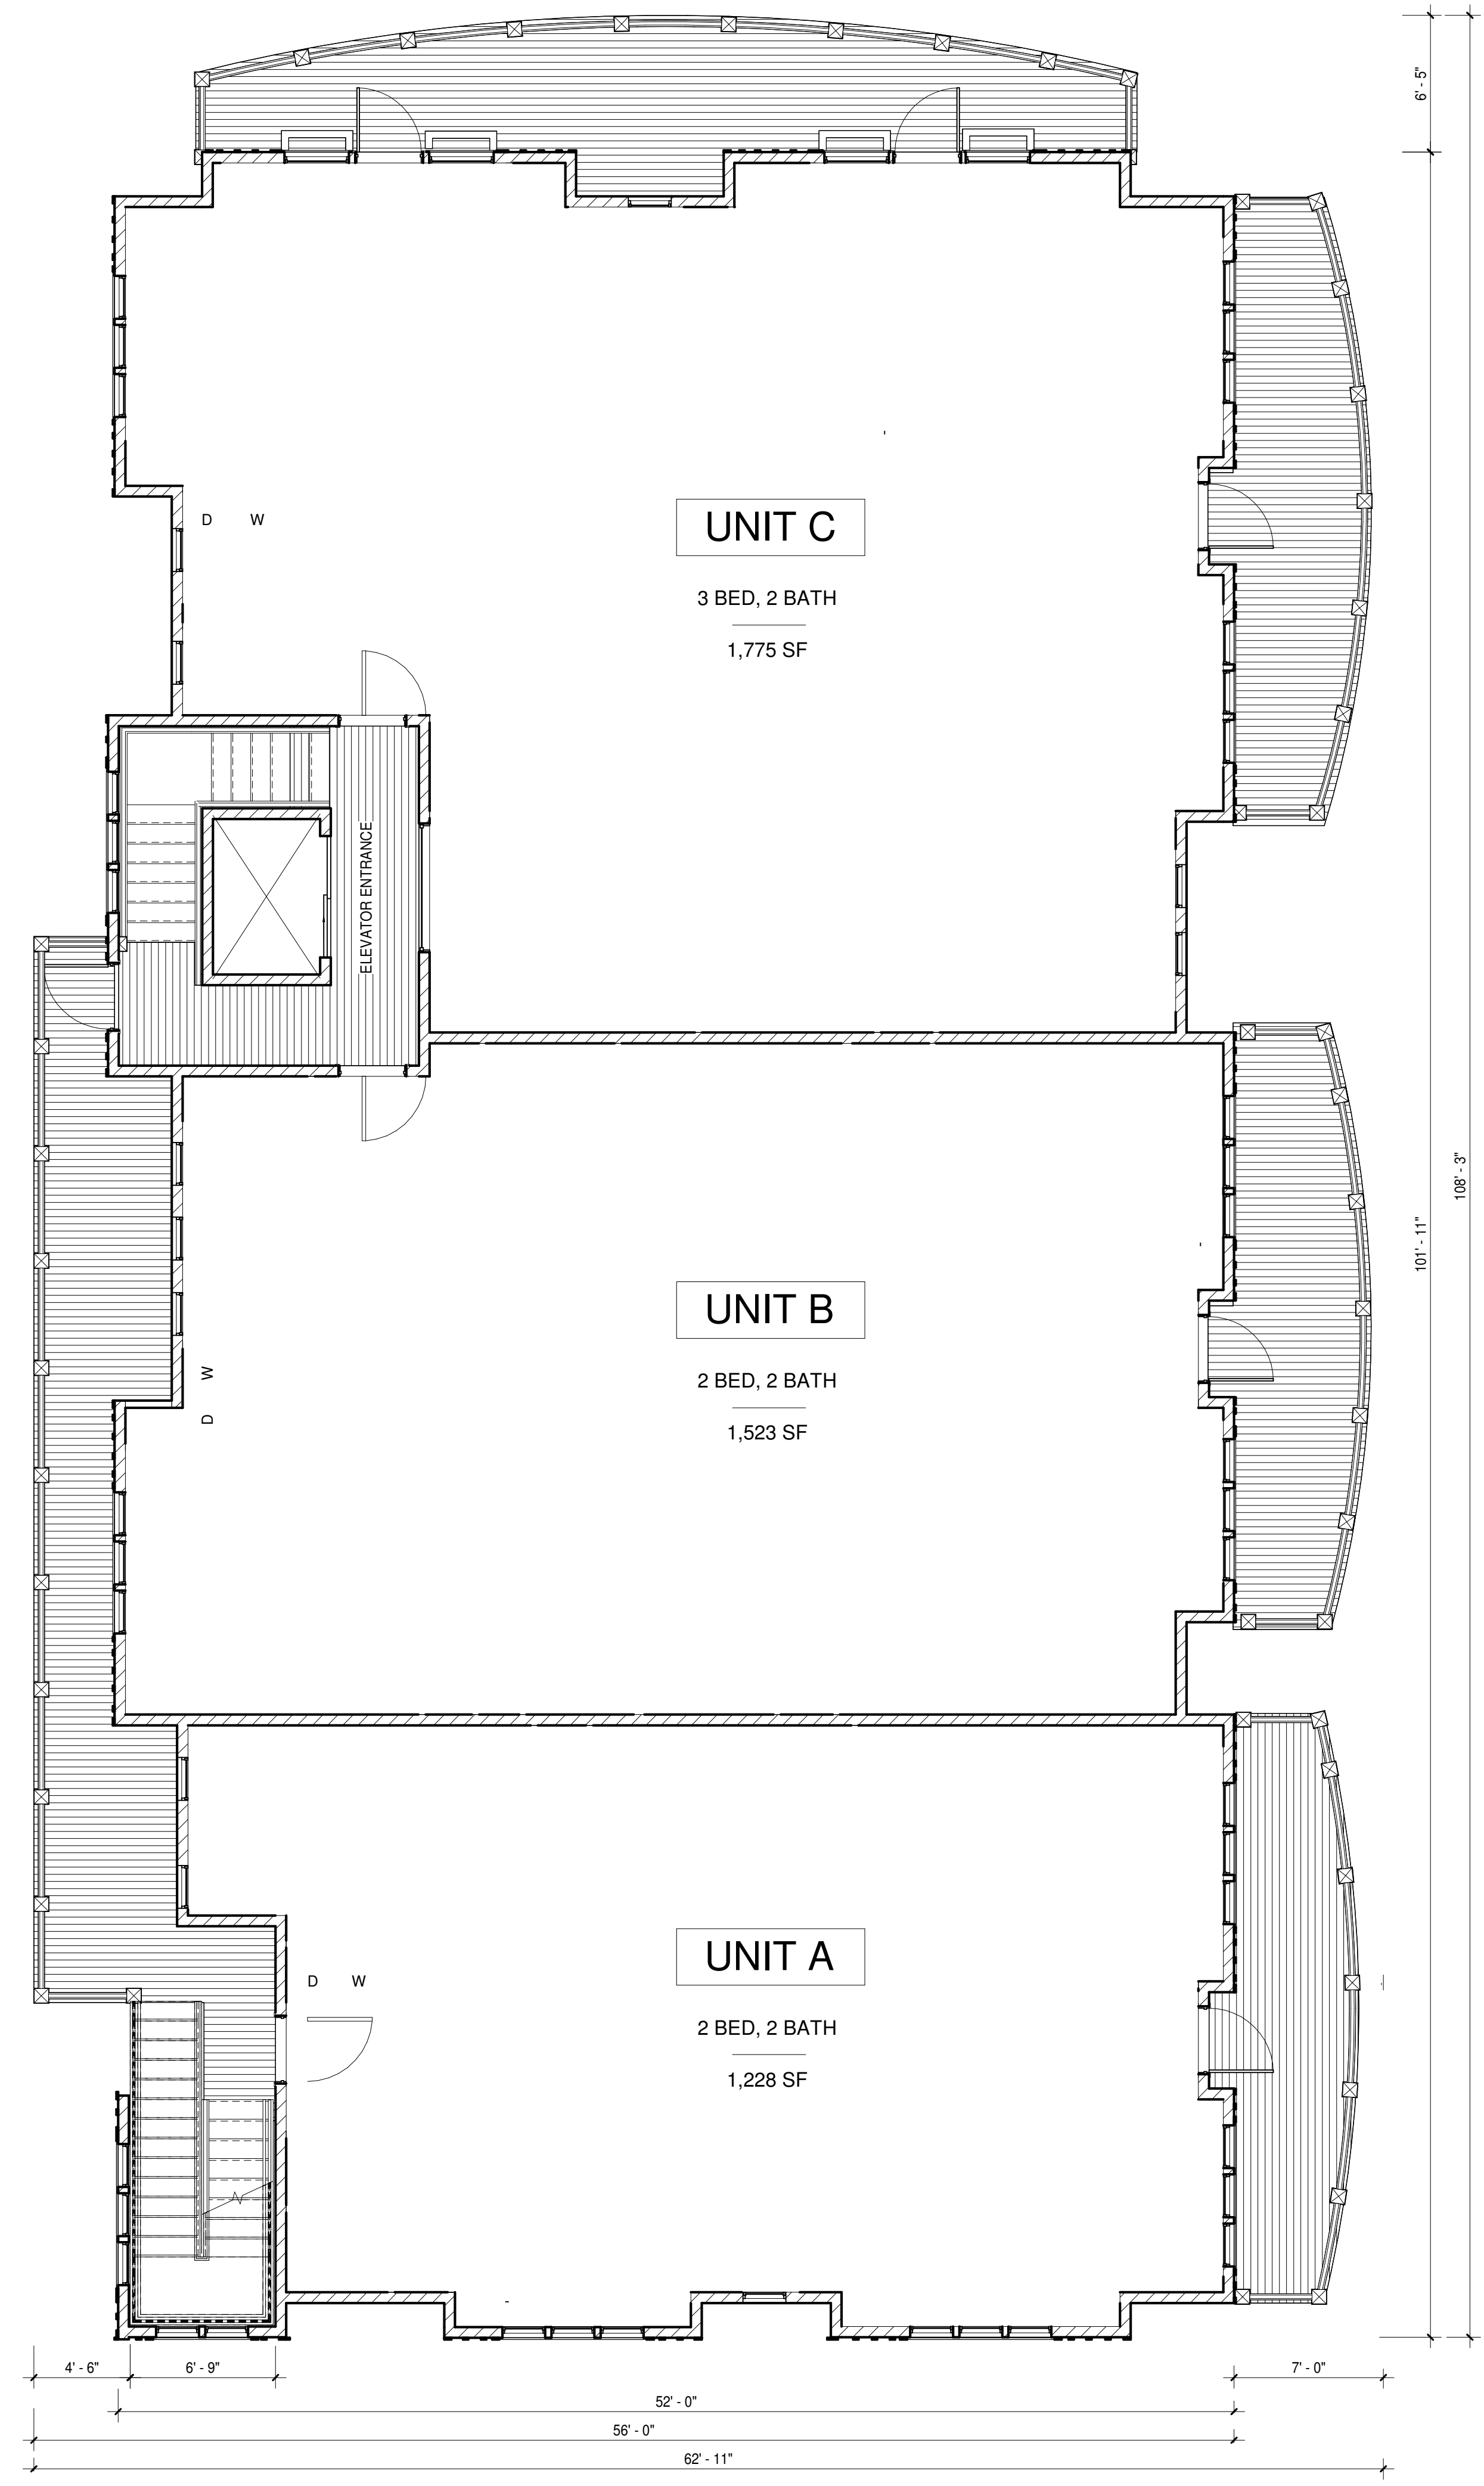 6' - 5"
D
W
UNIT C
3 BED, 2 BATH
1,775 SF
ELEVATOR ENTRANCE
108' - 3"
101' - 11"
UNIT B
2 BED, 2 BATH
1,523 SF
W
D
UNIT A
D
W
2 BED, 2 BATH
1,228 SF
4' - 6"
6' - 9"
7' - 0"
52' - 0"
56' - 0"
62' - 11"